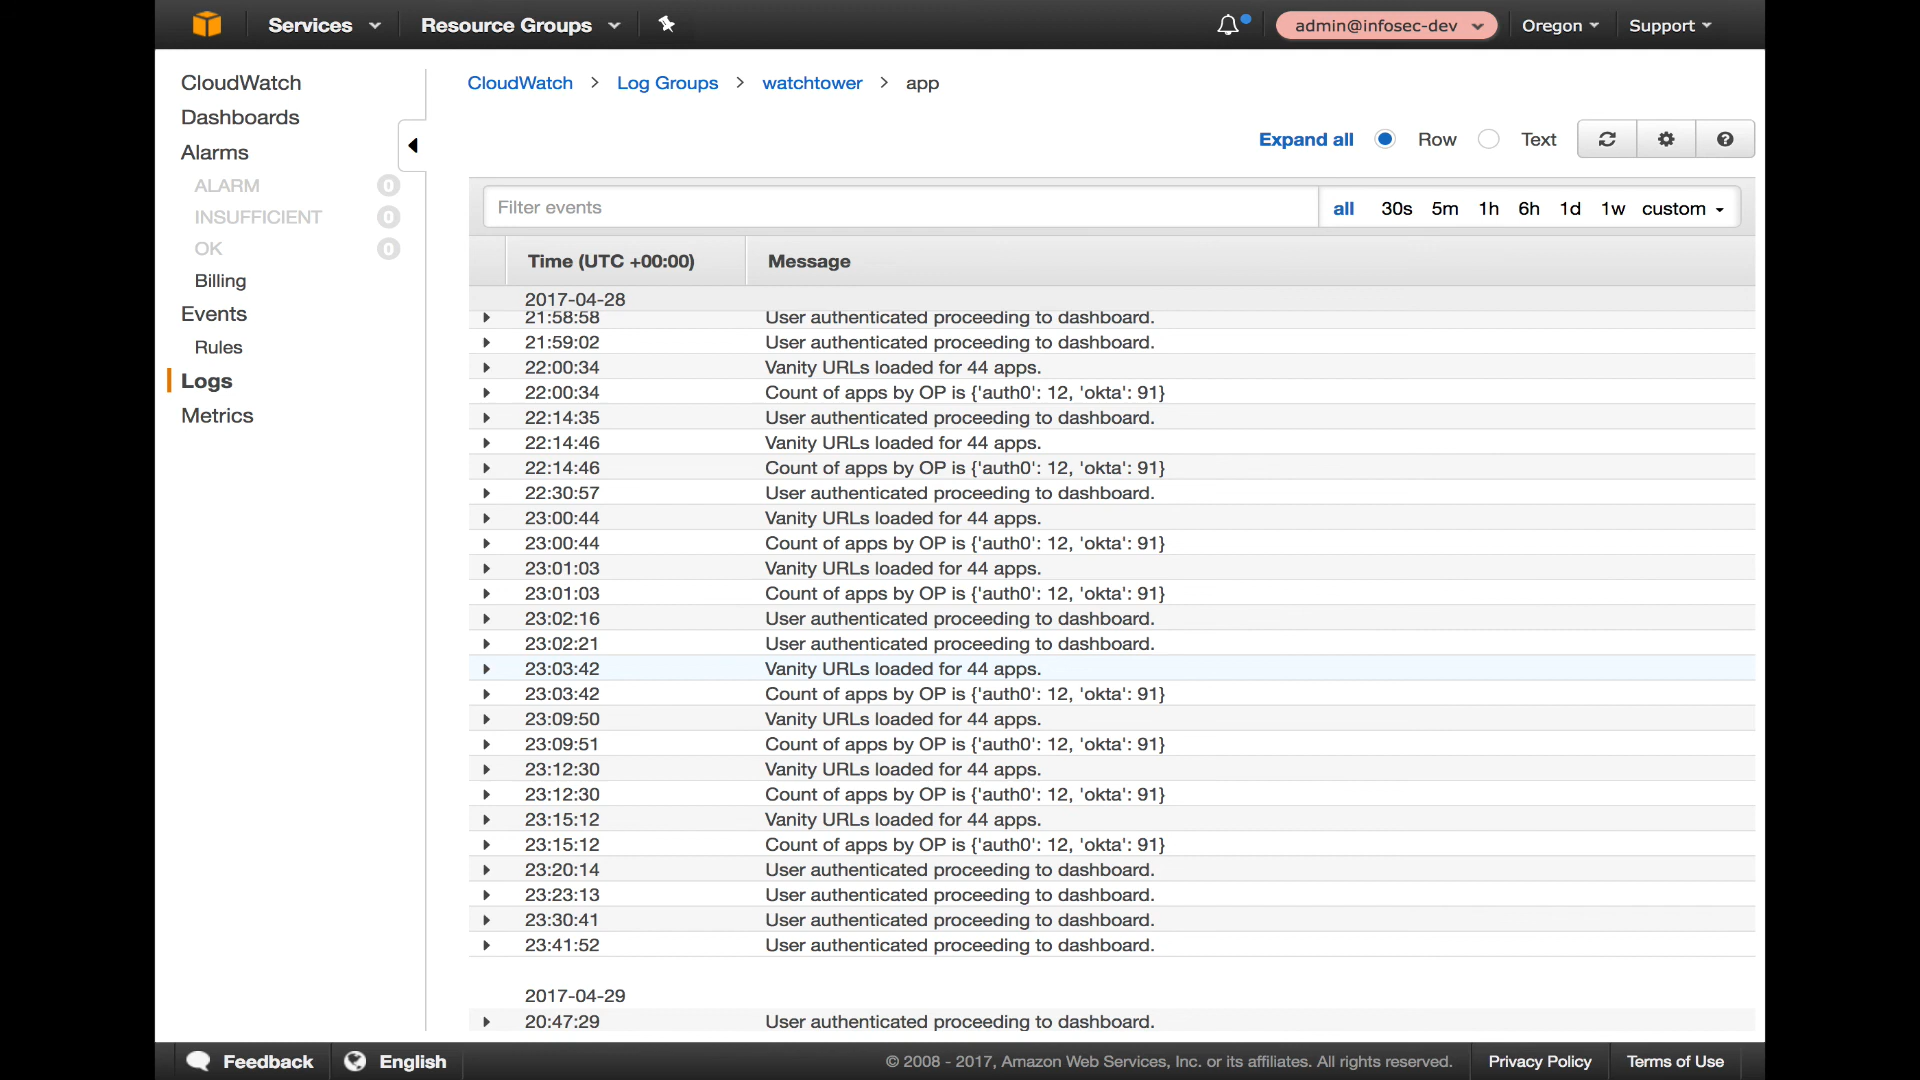 Services Resource Groups admin@infosec-dev Oregon Support
CloudWatch
Dashboards
Alarms
ALARM 0
INSUFFICIENT 0
OK 0
Billing
Events
Rules
Logs
Metrics
CloudWatch > Log Groups > watchtower > app
Expand all Row Text
Filter events all 30s 5m 1h 6h 1d 1w custom
Time (UTC +00:00) Message
2017-04-28
21:58:58 User authenticated proceeding to dashboard.
21:59:02 User authenticated proceeding to dashboard.
22:00:34 Vanity URLs loaded for 44 apps.
22:00:34 Count of apps by OP is {'auth0': 12, 'okta': 91}
22:14:35 User authenticated proceeding to dashboard.
22:14:46 Vanity URLs loaded for 44 apps.
22:14:46 Count of apps by OP is {'auth0': 12, 'okta': 91}
22:30:57 User authenticated proceeding to dashboard.
23:00:44 Vanity URLs loaded for 44 apps.
23:00:44 Count of apps by OP is {'auth0': 12, 'okta': 91}
23:01:03 Vanity URLs loaded for 44 apps.
23:01:03 Count of apps by OP is {'auth0': 12, 'okta': 91}
23:02:16 User authenticated proceeding to dashboard.
23:02:21 User authenticated proceeding to dashboard.
23:03:42 Vanity URLs loaded for 44 apps.
23:03:42 Count of apps by OP is {'auth0': 12, 'okta': 91}
23:09:50 Vanity URLs loaded for 44 apps.
23:09:51 Count of apps by OP is {'auth0': 12, 'okta': 91}
23:12:30 Vanity URLs loaded for 44 apps.
23:12:30 Count of apps by OP is {'auth0': 12, 'okta': 91}
23:15:12 Vanity URLs loaded for 44 apps.
23:15:12 Count of apps by OP is {'auth0': 12, 'okta': 91}
23:20:14 User authenticated proceeding to dashboard.
23:23:13 User authenticated proceeding to dashboard.
23:30:41 User authenticated proceeding to dashboard.
23:41:52 User authenticated proceeding to dashboard.
2017-04-29
20:47:29 User authenticated proceeding to dashboard.
Feedback English © 2008 - 2017, Amazon Web Services, Inc. or its affiliates. All rights reserved. Privacy Policy Terms of Use